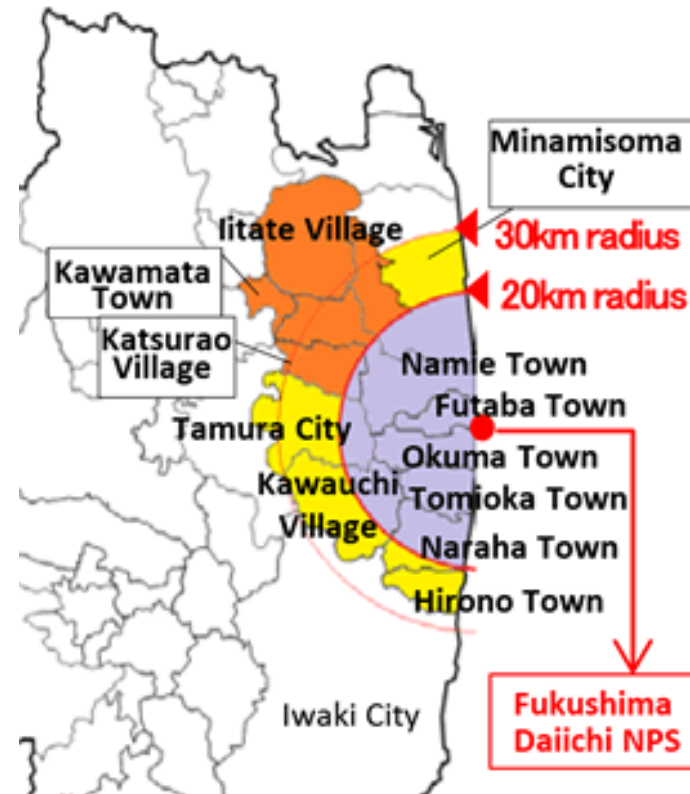 Minamisoma
City
Iitate Village
30km radius
Kawamata
Town
20km radius
Katsurao
Village
Namie Town
Futaba Town
Tamura City
Okuma Town
Kawauchi
Village
Tomioka Town
Naraha Town
Hirono Town
Iwaki City
Fukushima
Daiichi NPS